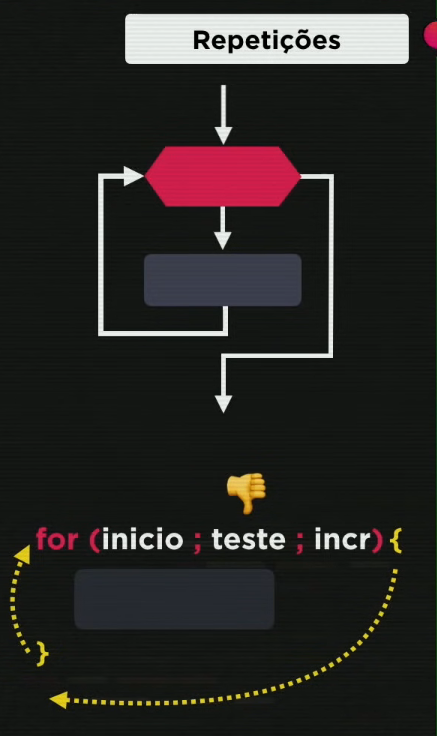 Repetições
for (inicio ; teste ; incr) {
}